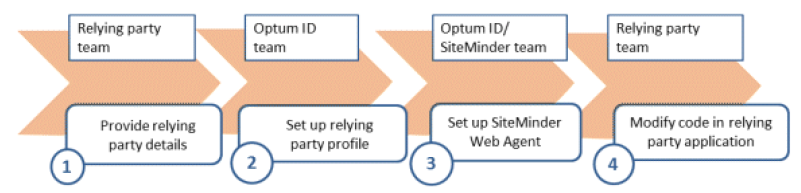 Relying party
team
Provide relying
party details
1
Optum ID
team
Set up relying
party profile
2
Optum ID/
SiteMinder team
Set up SiteMinder
Web Agent
3
Relying party
team
Modify code in relying
party application
4